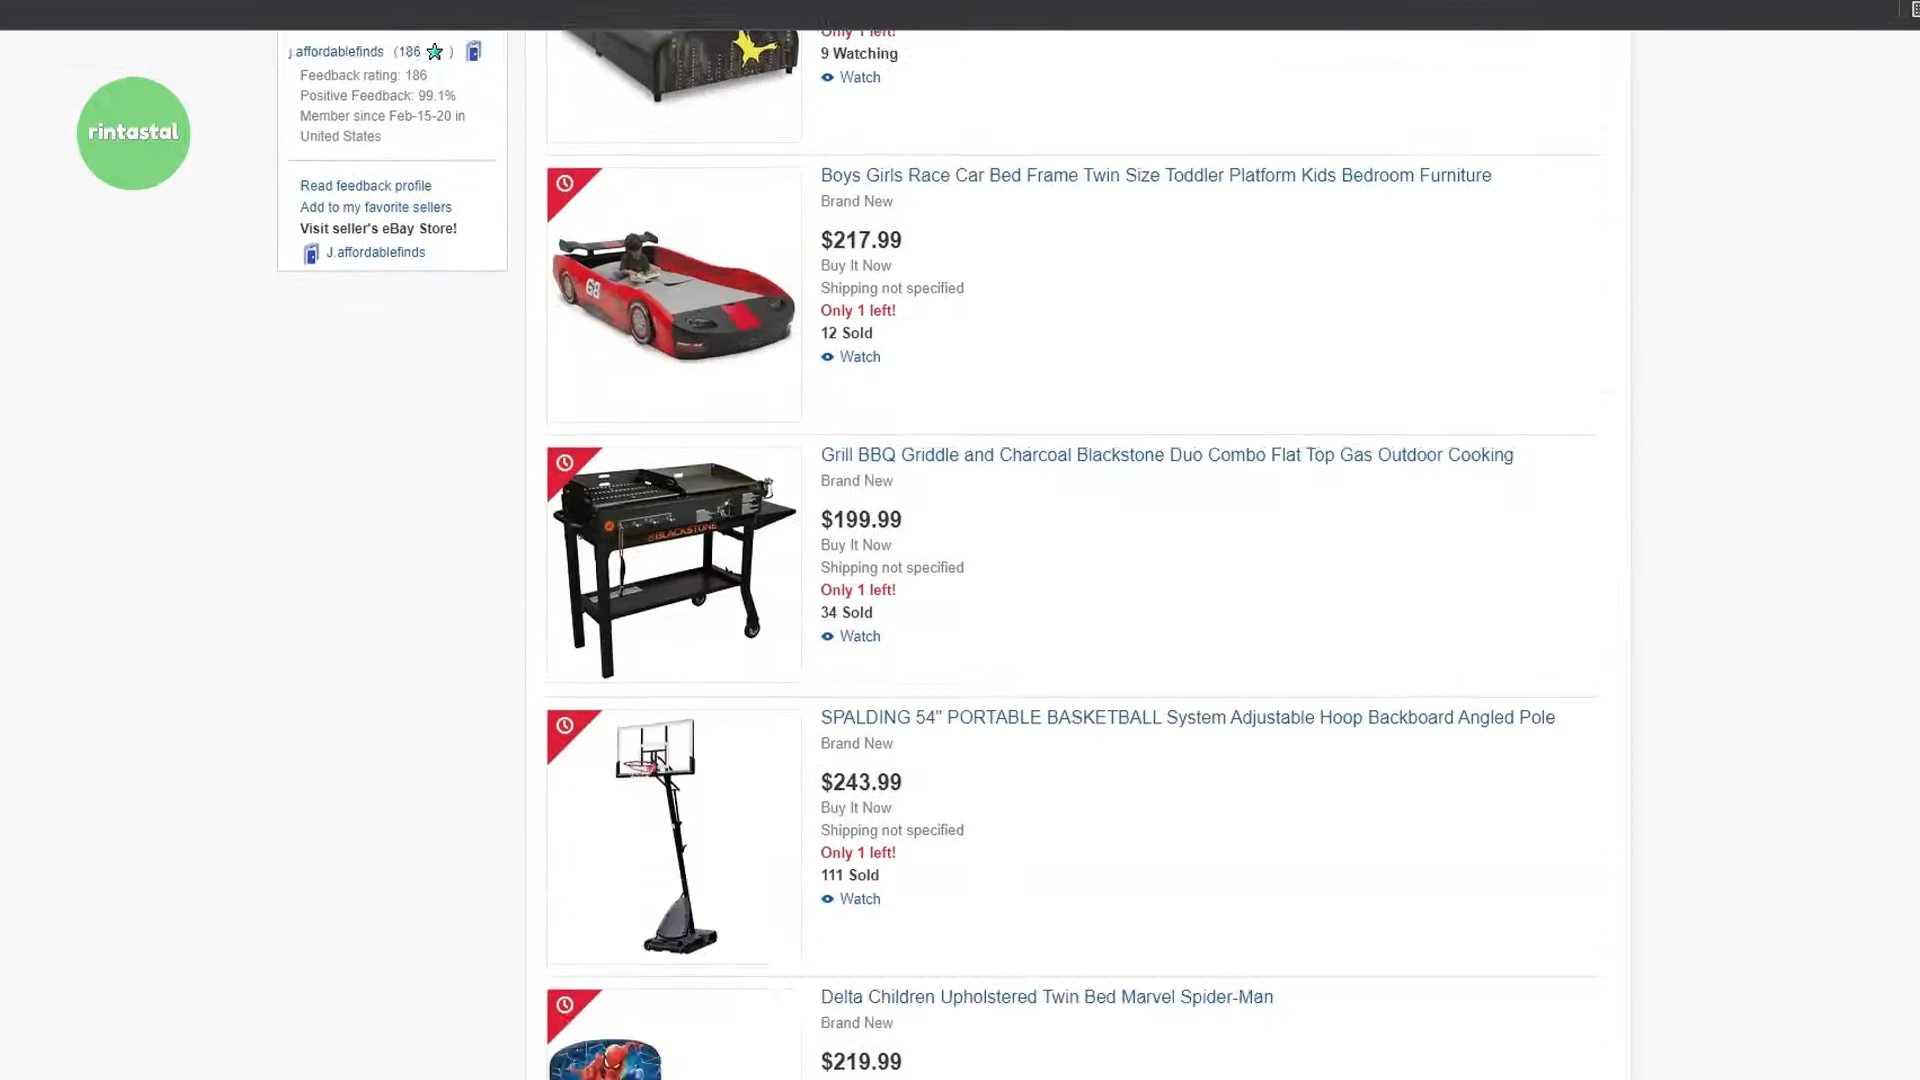 rintastal
j.affordablefinds (186 )
Feedback rating: 186
Positive Feedback: 99.1%
Member since Feb-15-20 in
United States
Read feedback profile
Add to my favorite sellers
Visit seller's eBay Store!
J.affordablefinds
Only 1 left!
9 Watching
Watch
68
Boys Girls Race Car Bed Frame Twin Size Toddler Platform Kids Bedroom Furniture
Brand New
$217.99
Buy It Now
Shipping not specified
Only 1 left!
12 Sold
Watch
BLACKSTONE
Grill BBQ Griddle and Charcoal Blackstone Duo Combo Flat Top Gas Outdoor Cooking
Brand New
$199.99
Buy It Now
Shipping not specified
Only 1 left!
34 Sold
Watch
SPALDING 54" PORTABLE BASKETBALL System Adjustable Hoop Backboard Angled Pole
Brand New
$243.99
Buy It Now
Shipping not specified
Only 1 left!
111 Sold
Watch
Delta Children Upholstered Twin Bed Marvel Spider-Man
Brand New
$219.99